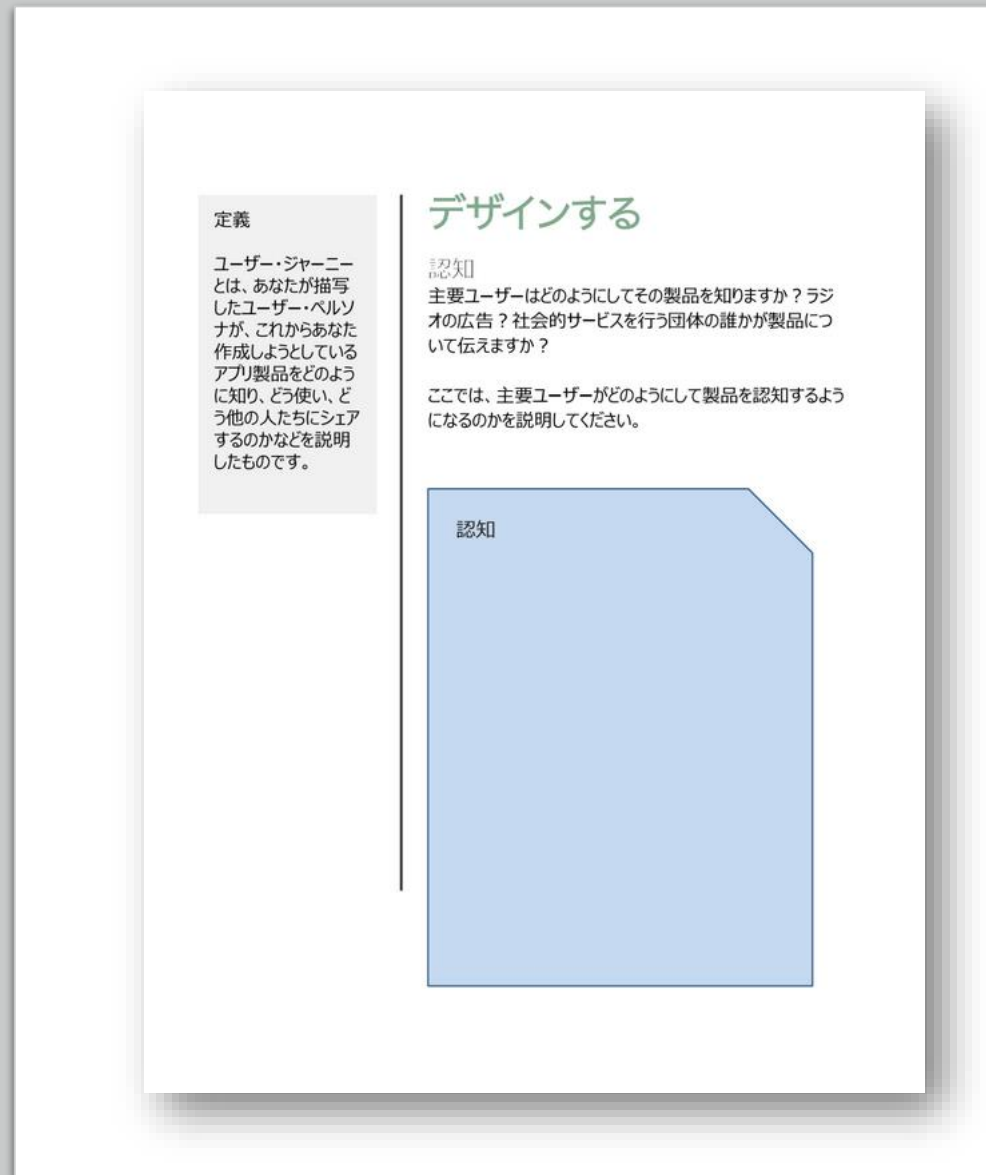 定義
ユーザー・ジャーニー
とは、あなたが描写
したユーザー・ペルソ
ナが、これからあなた
作成しようとしている
アプリ製品をどのよう
に知り、どう使い、ど
う他の人たちにシェア
するのかなどを説明
したものです。
デザインする
認知
主要ユーザーはどのようにしてその製品を知りますか？ラジ
オの広告？社会的サービスを行う団体の誰かが製品につ
いて伝えますか？
ここでは、主要ユーザーがどのようにして製品を認知するよう
になるのかを説明してください。
認知